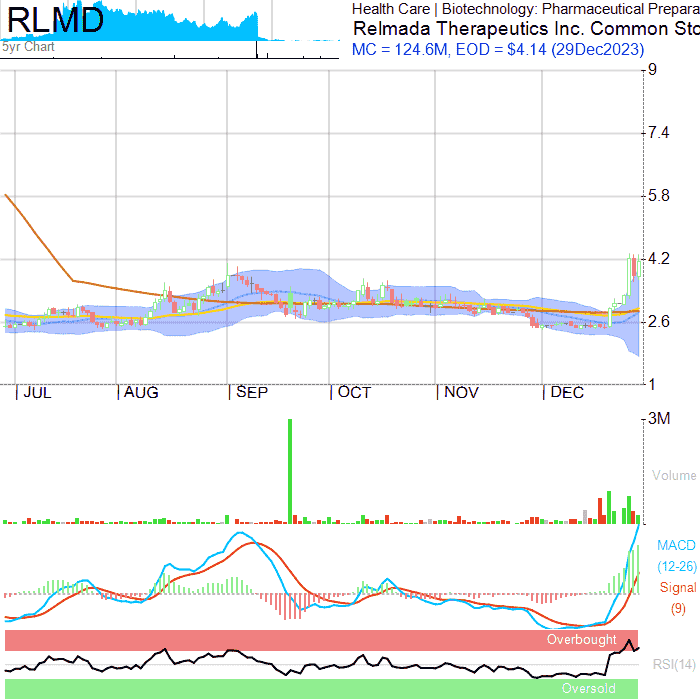 RLMD
5yr Chart
Health Care | Biotechnology: Pharmaceutical Prepara
Relmada Therapeutics Inc. Common Sto
MC = 124.6M, EOD = $4.14 (29Dec2023)
9
7.4
5.8
4.2
2.6
1
JUL AUG SEP OCT NOV DEC
3M
Volume
MACD
(12-26)
Signal
(9)
Overbought
RSI(14)
Oversold